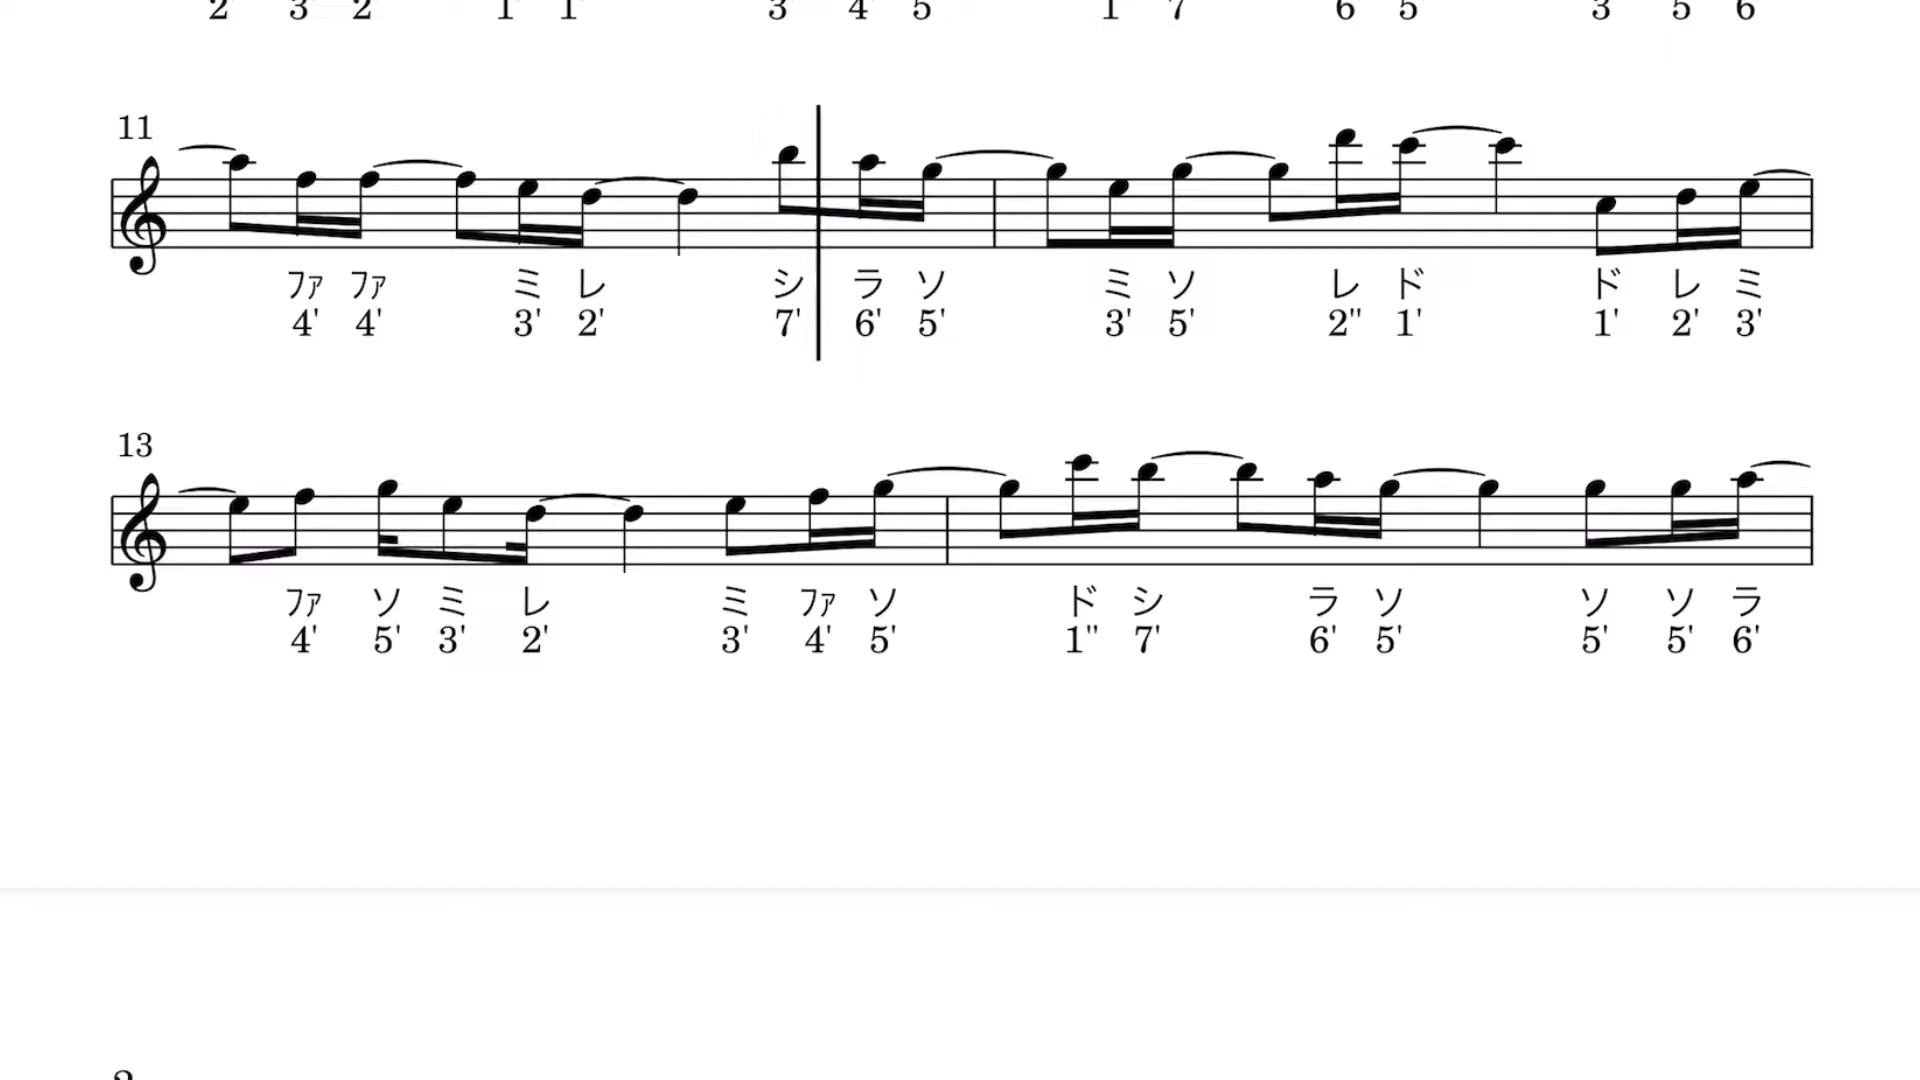 2 3 2 1 1 3 4 5 1 7 6 5 3 5 6
11
ファ ファ ミ レ シ ラ ソ ミ ソ レ ド ド レ ミ
4' 4' 3' 2' 7' 6' 5' 3' 5' 2" 1' 1' 2' 3'
13
ファ ソ ミ レ ミ ファ ソ ド シ ラ ソ ソ ソ ラ
4' 5' 3' 2' 3' 4' 5' 1" 7' 6' 5' 5' 5' 6'